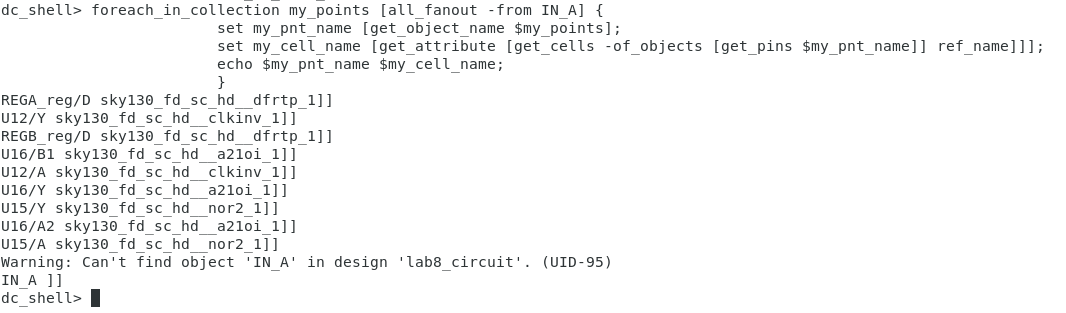 dc_shell> foreach_in_collection my_points [all_fanout -from IN_A] {
set my_pnt_name [get_object_name $my_points];
set my_cell_name [get_attribute [get_cells -of_objects [get_pins $my_pnt_name]] ref_name]]];
echo $my_pnt_name $my_cell_name;
}
REGA_reg/D sky130_fd_sc_hd__dfrtp_1]]
U12/Y sky130_fd_sc_hd__clkinv_1]]
REGB_reg/D sky130_fd_sc_hd__dfrtp_1]]
U16/B1 sky130_fd_sc_hd__a21oi_1]]
U12/A sky130_fd_sc_hd__clkinv_1]]
U16/Y sky130_fd_sc_hd__a21oi_1]]
U15/Y sky130_fd_sc_hd__nor2_1]]
U16/A2 sky130_fd_sc_hd__a21oi_1]]
U15/A sky130_fd_sc_hd__nor2_1]]
Warning: Can't find object 'IN_A' in design 'lab8_circuit'. (UID-95)
IN_A ]]
dc_shell>